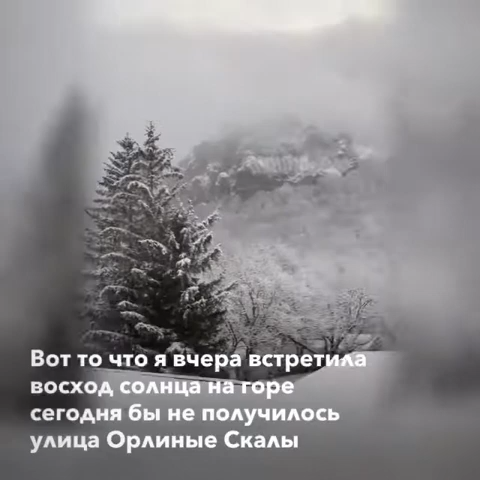 Вот то что я вчера встретила
восход солнца на горе
сегодня бы не получилось
улица Орлиные Скалы